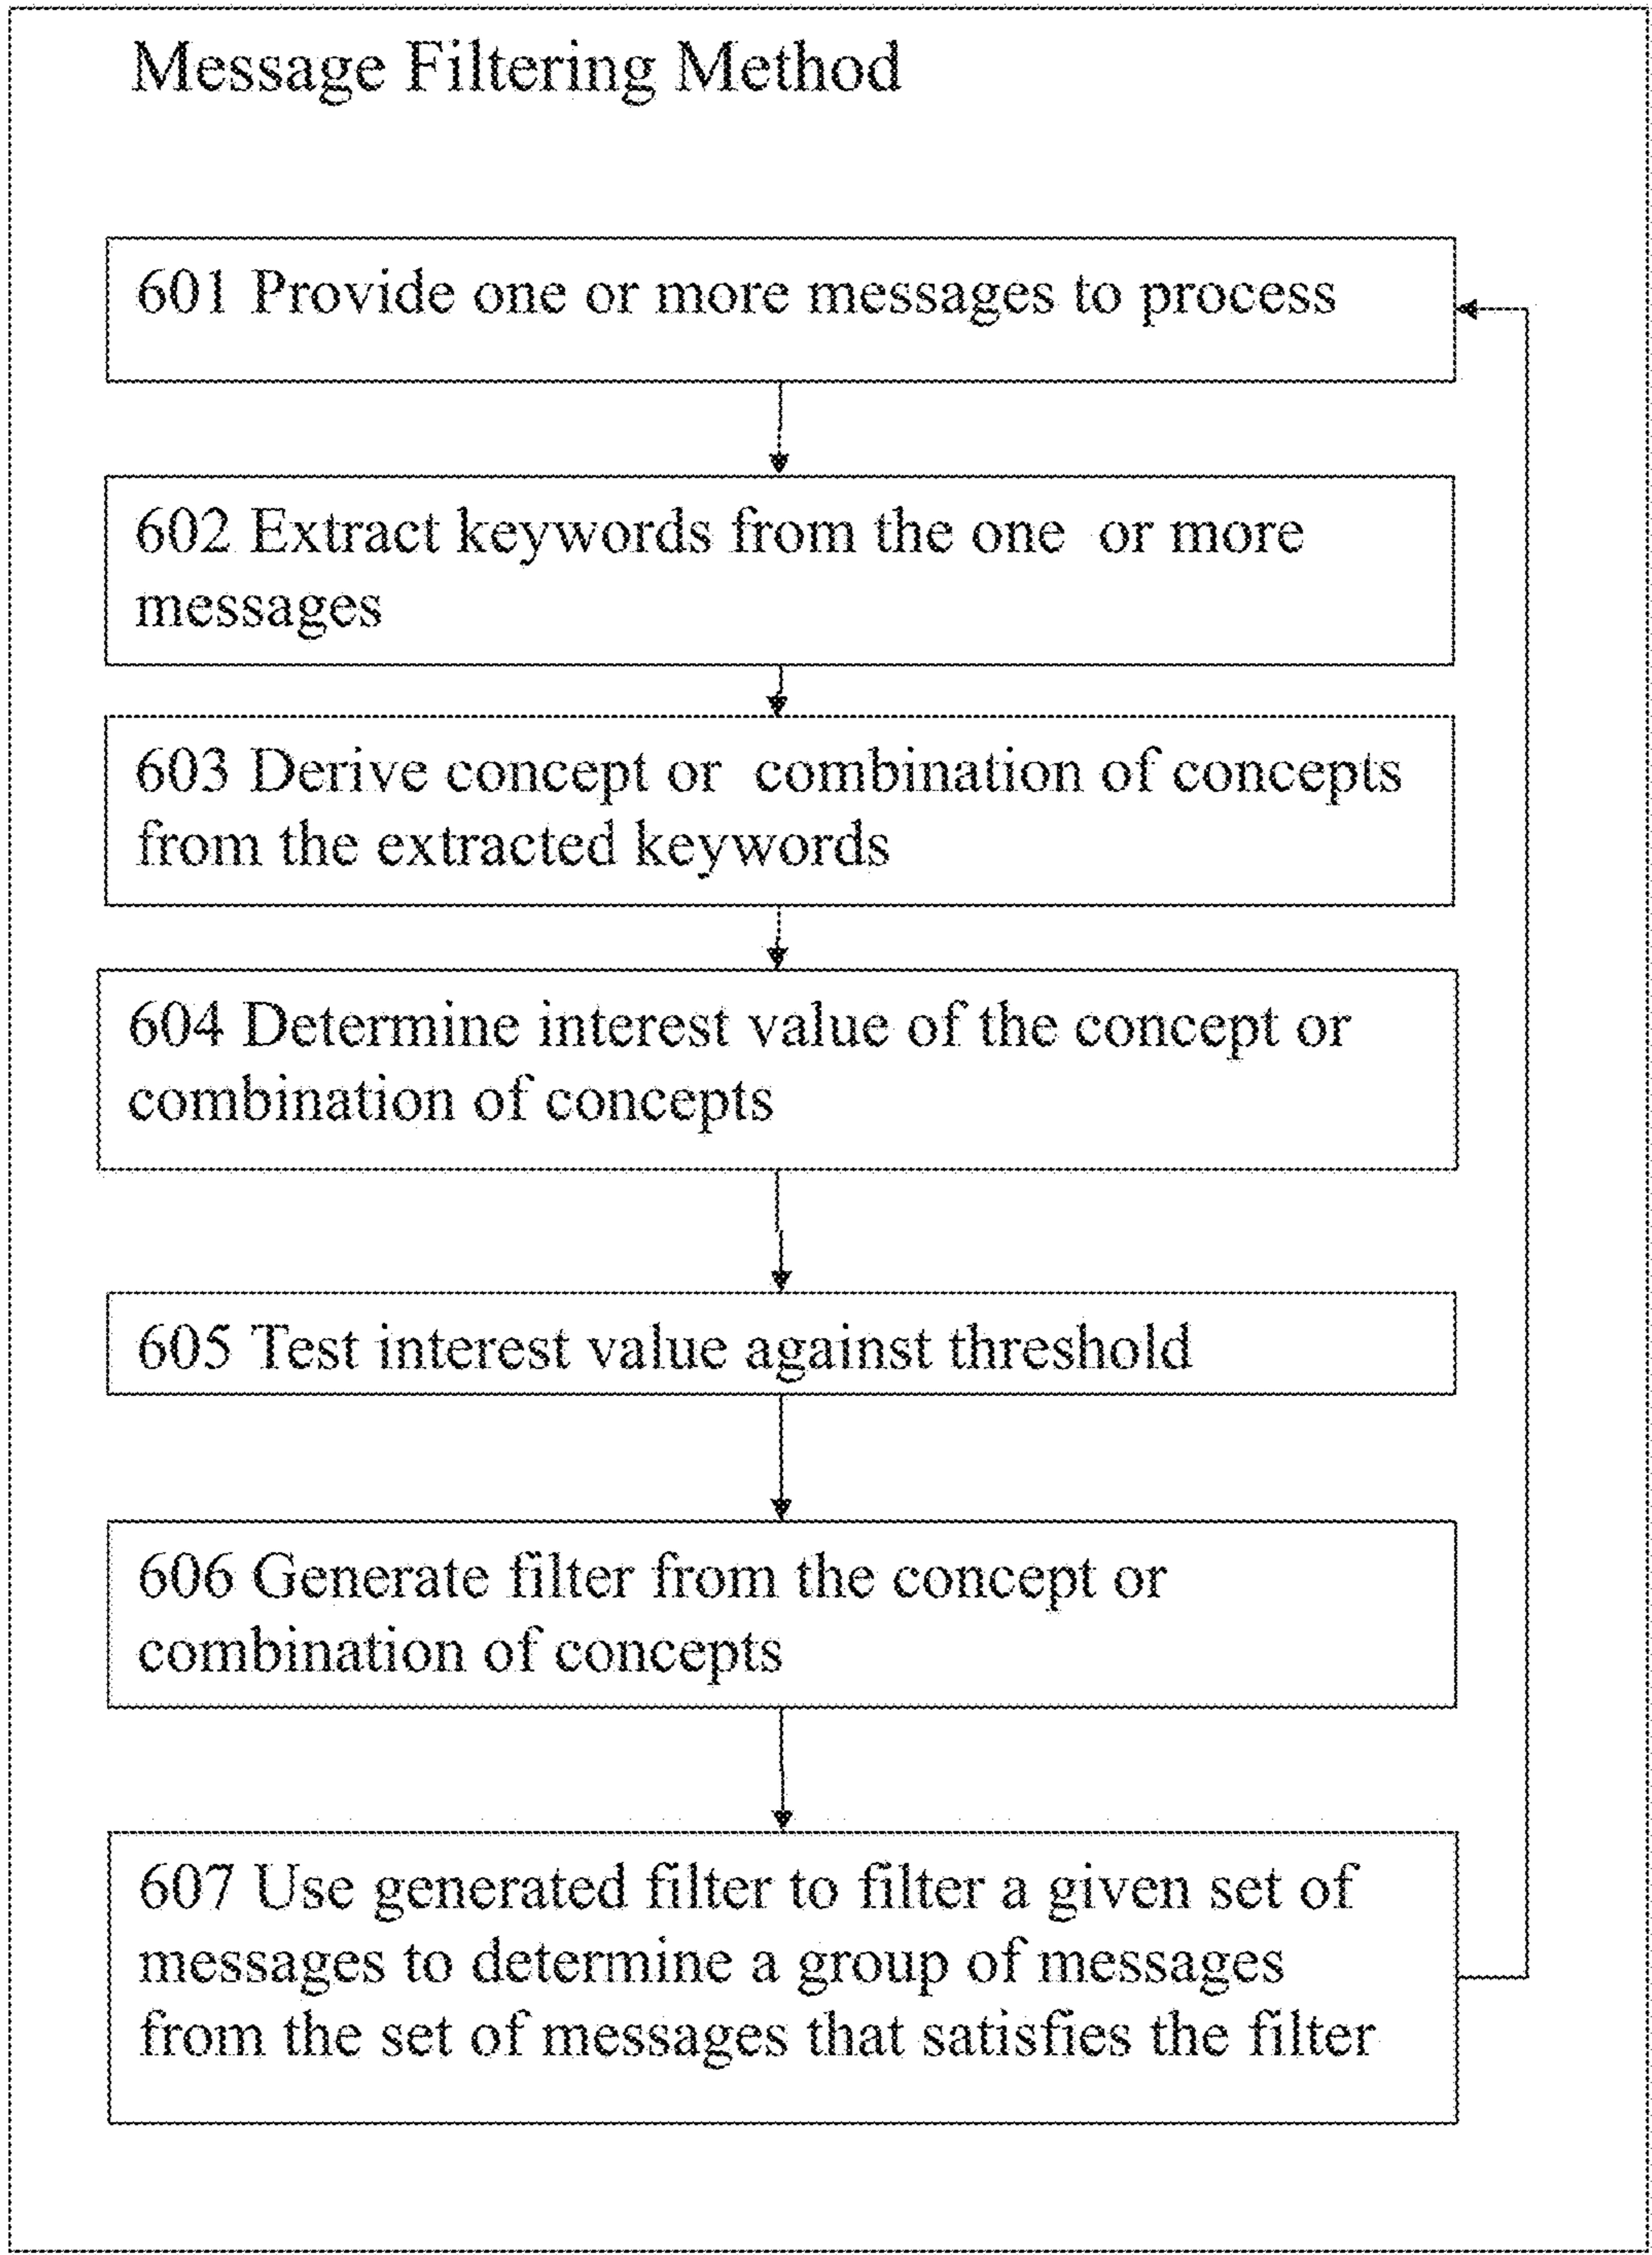 Message Filtering Method
601 Provide one or more messages to process
602 Extract keywords from the one or more
messages
603 Derive concept or combination of concepts
from the extracted keywords
604 Determine interest value of the concept or
combination of concepts
605 Test interest value against threshold
606 Generate filter from the concept or
combination of concepts
607 Use generated filter to filter a given set of
messages to determine a group of messages
from the set of messages that satisfies the filter